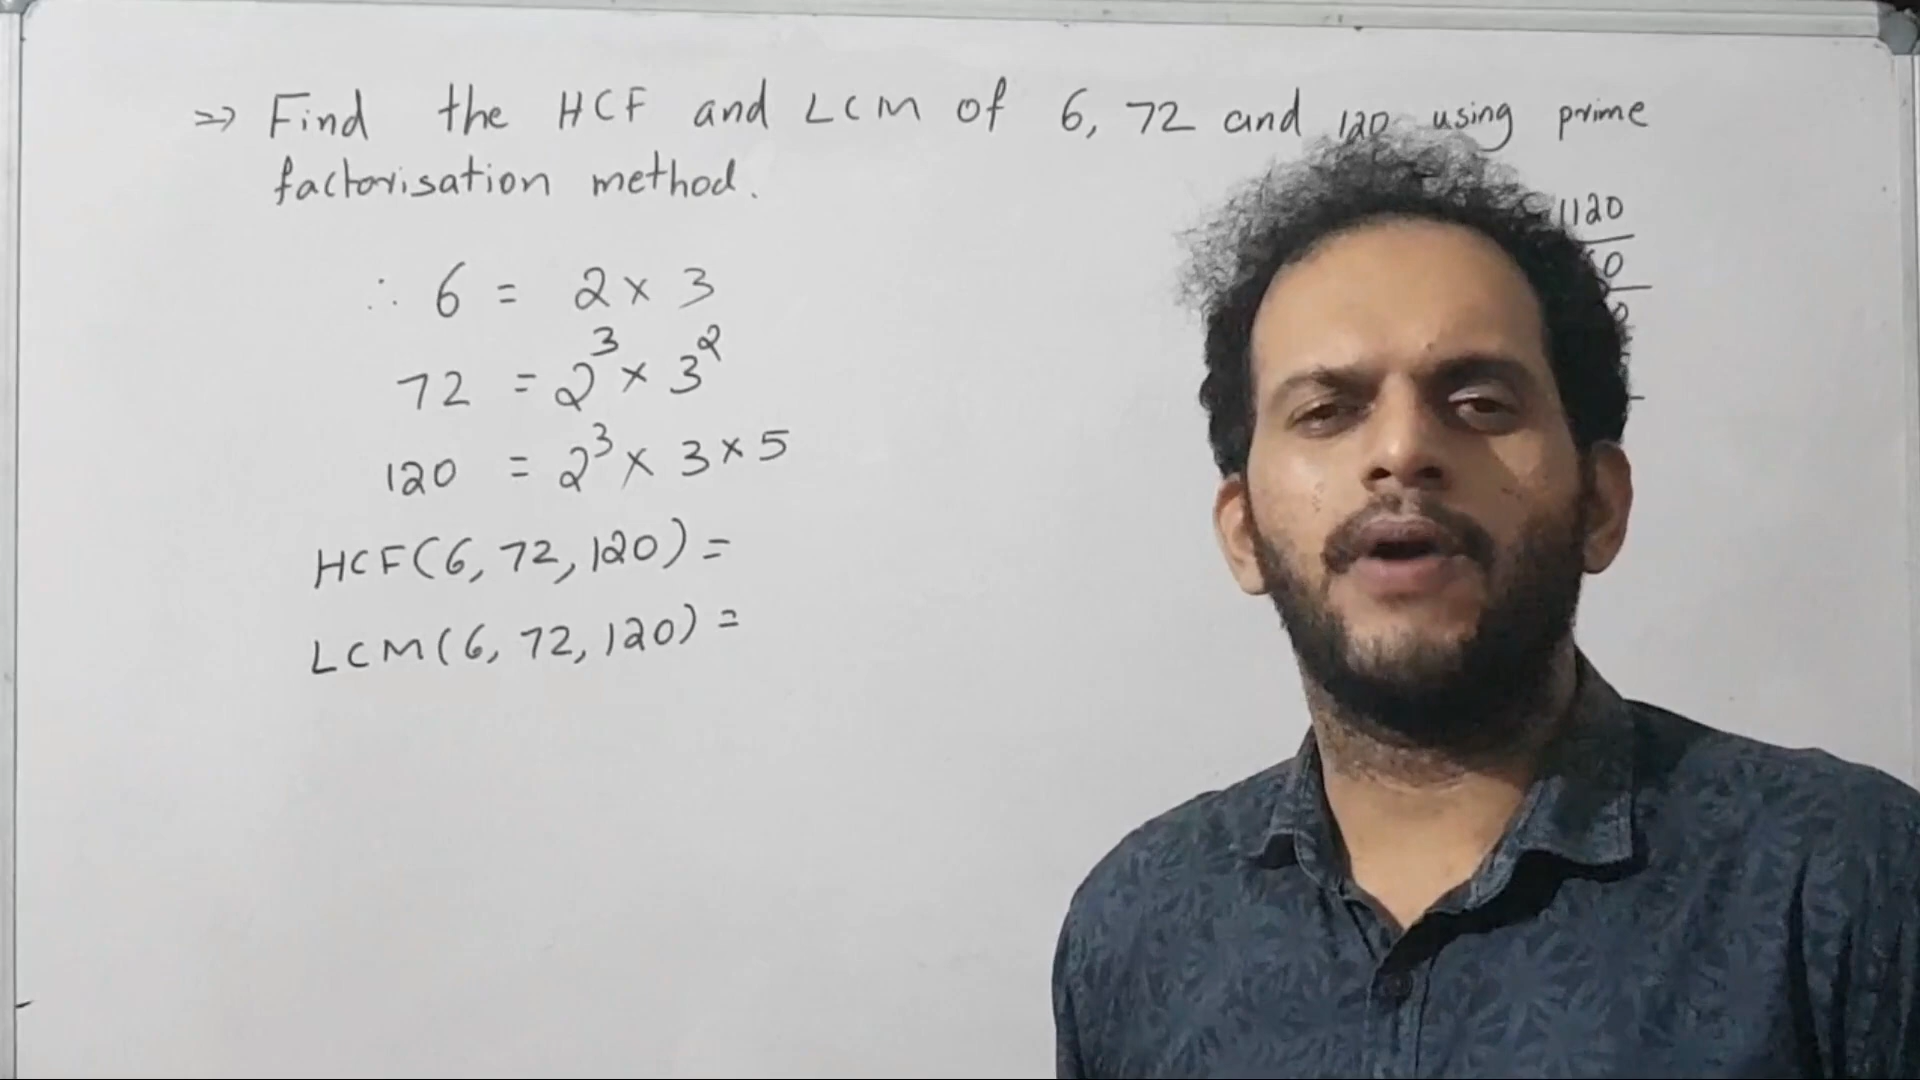 ⇒ Find the HCF and LCM of 6, 72 and 120 using prime
factorisation method.
∴ 6 = 2 × 3
72 = 2³ × 3²
120 = 2³ × 3 × 5
HCF(6, 72, 120) =
LCM(6, 72, 120) =
120